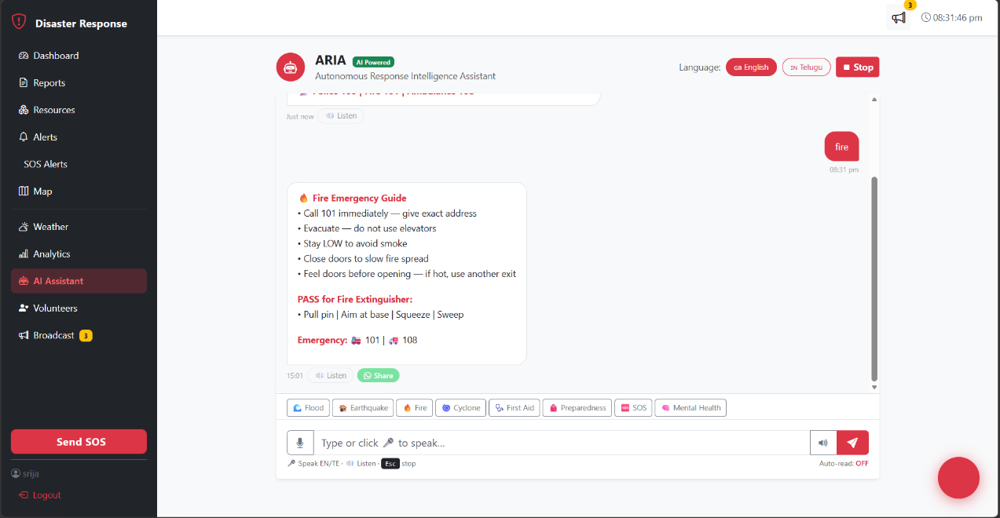 Disaster Response
Dashboard
Reports
Resources
Alerts
SOS Alerts
Map
Weather
Analytics
AI Assistant
Volunteers
Broadcast 3
Send SOS
srija
Logout
3
08:31:46 pm
ARIA AI Powered
Autonomous Response Intelligence Assistant
Language: GB English IN Telugu Stop
Just now Listen
fire
08:31 pm
🔥 Fire Emergency Guide
• Call 101 immediately — give exact address
• Evacuate — do not use elevators
• Stay LOW to avoid smoke
• Close doors to slow fire spread
• Feel doors before opening — if hot, use another exit
PASS for Fire Extinguisher:
• Pull pin | Aim at base | Squeeze | Sweep
Emergency: 🚒 101 | 🚑 108
15:01 Listen Share
Flood Earthquake Fire Cyclone First Aid Preparedness SOS Mental Health
Type or click 🎤 to speak...
🎤 Speak EN/TE · 🔊 Listen · Esc stop
Auto-read: OFF